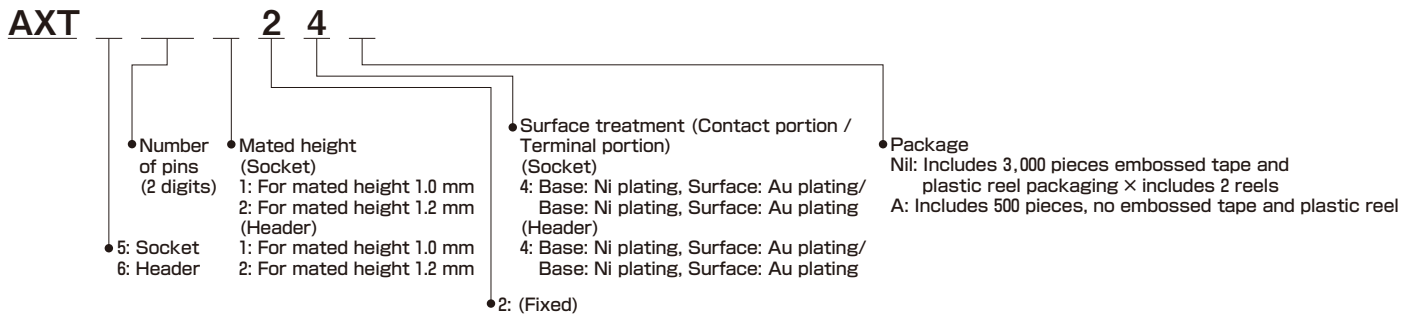 AXT 2 4
Number
of pins
(2 digits)
Mated height
(Socket)
1: For mated height 1.0 mm
2: For mated height 1.2 mm
(Header)
1: For mated height 1.0 mm
2: For mated height 1.2 mm
Surface treatment (Contact portion /
Terminal portion)
(Socket)
4: Base: Ni plating, Surface: Au plating/
Base: Ni plating, Surface: Au plating
(Header)
4: Base: Ni plating, Surface: Au plating/
Base: Ni plating, Surface: Au plating
Package
Nil: Includes 3,000 pieces embossed tape and
plastic reel packaging × includes 2 reels
A: Includes 500 pieces, no embossed tape and plastic reel
5: Socket
6: Header
2: (Fixed)